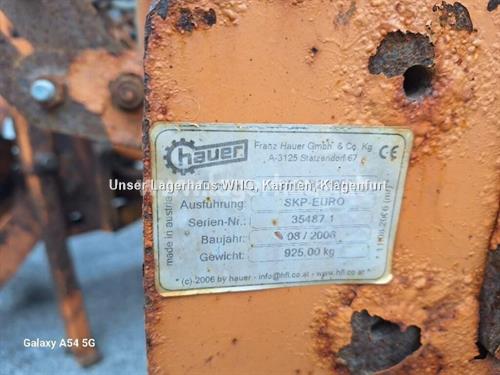 hauer
Franz Hauer GmbH. & Co. Kg.
A-3125 Statzendorf 67
CE
Unser Lagerhaus WHG, Kärnten, Klagenfurt
Ausführung: SKP-EURO
Serien-Nr.: 35487 1
Baujahr: 08 / 2006
Gewicht: 925,00 kg
made in austria
(c)-2006 by hauer - info@hfl.co.at - www.hfl.co.at
Galaxy A54 5G